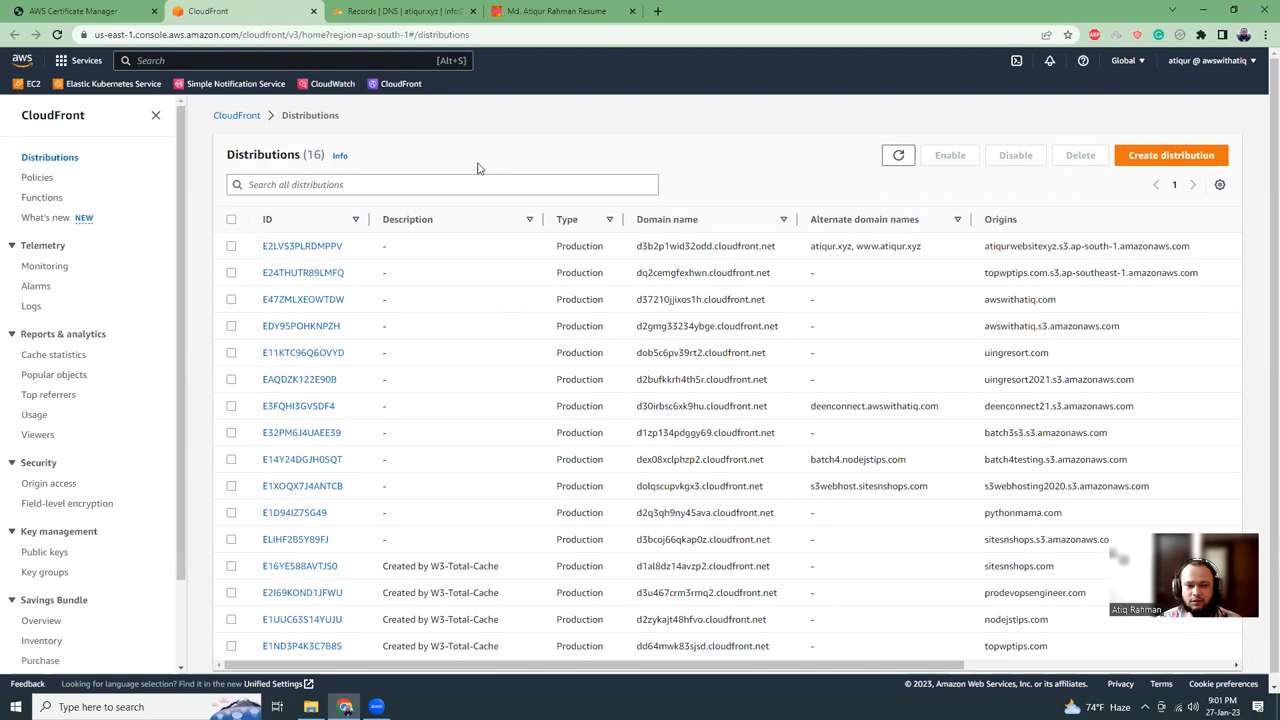 AWS Certificate Manager
CloudFront
Records | DNS | atiqur.xyz | Info@
Md. Atiqur Rahman Resume
us-east-1.console.aws.amazon.com/cloudfront/v3/home?region=ap-south-1#/distributions
aws Services Search [Alt+S] Global atiqur @ awswithatiq
EC2 Elastic Kubernetes Service Simple Notification Service CloudWatch CloudFront
CloudFront
Distributions
Policies
Functions
What's new NEW
Telemetry
Monitoring
Alarms
Logs
Reports & analytics
Cache statistics
Popular objects
Top referrers
Usage
Viewers
Security
Origin access
Field-level encryption
Key management
Public keys
Key groups
Savings Bundle
Overview
Inventory
Purchase
CloudFront > Distributions
Distributions (16) Info Enable Disable Delete Create distribution
Search all distributions 1
ID Description Type Domain name Alternate domain names Origins
E2LVS3PLRDMPPV - Production d3b2p1wid32odd.cloudfront.net atiqur.xyz, www.atiqur.xyz atiqurwebsitexyz.s3.ap-south-1.amazonaws.com
E24THUTR89LMFQ - Production dq2cemgfexhwn.cloudfront.net - topwptips.com.s3.ap-southeast-1.amazonaws.com
E47ZMLXEOWTDW - Production d37210jjixos1h.cloudfront.net - awswithatiq.com
EDY95POHKNPZH - Production d2gmg33234ybge.cloudfront.net - awswithatiq.s3.amazonaws.com
E11KTC96Q6OVYD - Production dob5c6pv39rt2.cloudfront.net - uingresort.com
EAQDZK122E90B - Production d2bufkkrh4th5r.cloudfront.net - uingresort2021.s3.amazonaws.com
E3FQHI3GVSDF4 - Production d30irbsc6xk9hu.cloudfront.net deenconnect.awswithatiq.com deenconnect21.s3.amazonaws.com
E32PM6J4UAEE39 - Production d1zp134pdggy69.cloudfront.net - batch3s3.s3.amazonaws.com
E14Y24DGJH0SQT - Production dex08xclphzp2.cloudfront.net batch4.nodejstips.com batch4testing.s3.amazonaws.com
E1XOQX7J4ANTCB - Production dolqscupvkgx3.cloudfront.net s3webhost.sitesnshops.com s3webhosting2020.s3.amazonaws.com
E1D94IZ7SG49 - Production d2q3qh9ny45ava.cloudfront.net - pythonmama.com
ELIHF2B5Y89FJ - Production d3bcoj66qkap0z.cloudfront.net - sitesnshops.s3.amazonaws.co
E16YE588AVTJS0 Created by W3-Total-Cache Production d1al8dz14avzp2.cloudfront.net - sitesnshops.com
E2I69KOND1JFWU Created by W3-Total-Cache Production d3u467crm3rmq2.cloudfront.net - prodevopsengineer.com
E1UUC63S14YUJU Created by W3-Total-Cache Production d2zykajt48hfvo.cloudfront.net - nodejstips.com
E1ND3P4K3C7B8S Created by W3-Total-Cache Production dd64mwk83sjsd.cloudfront.net - topwptips.com
Atiq Rahman
Feedback Looking for language selection? Find it in the new Unified Settings © 2023, Amazon Web Services, Inc. or its affiliates. Privacy Terms Cookie preferences
Type here to search 74°F Haze 9:01 PM
27-Jan-23